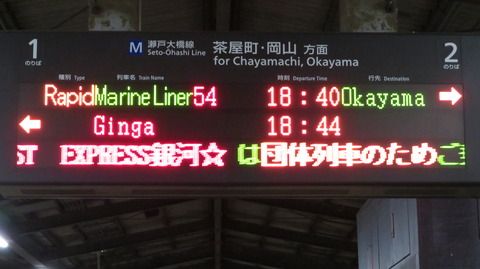 1 のりば M 瀬戸大橋線 Seto-Ohashi Line 茶屋町・岡山 方面 for Chayamachi, Okayama 2 のりば
種別 Type 列車名 Train Name 時刻 Departure Time 行先 Destination
Rapid Marine Liner 54 18:40 Okayama →
← Ginga 18:44
ST EXPRESS銀河☆ は団体列車のためご